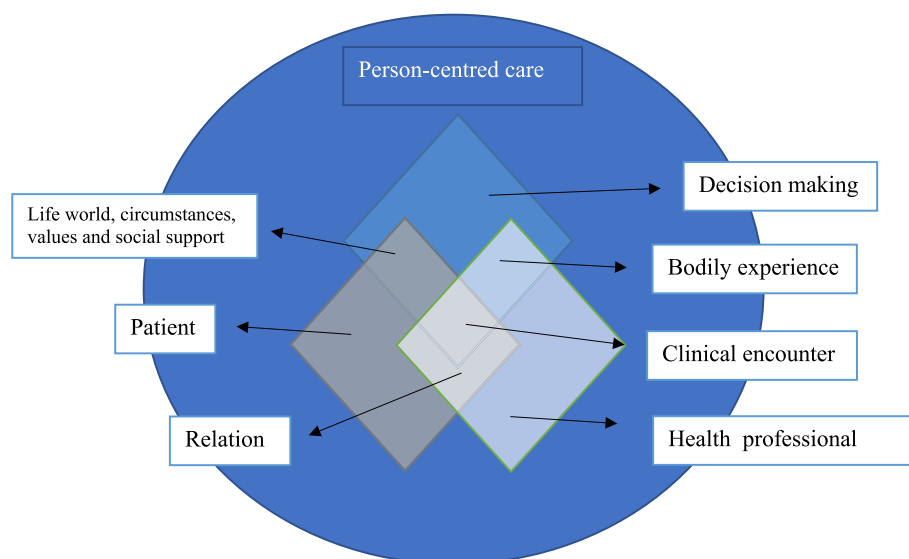 Person-centred care
Decision making
Life world, circumstances,
values and social support
Bodily experience
Patient
Clinical encounter
Relation
Health professional